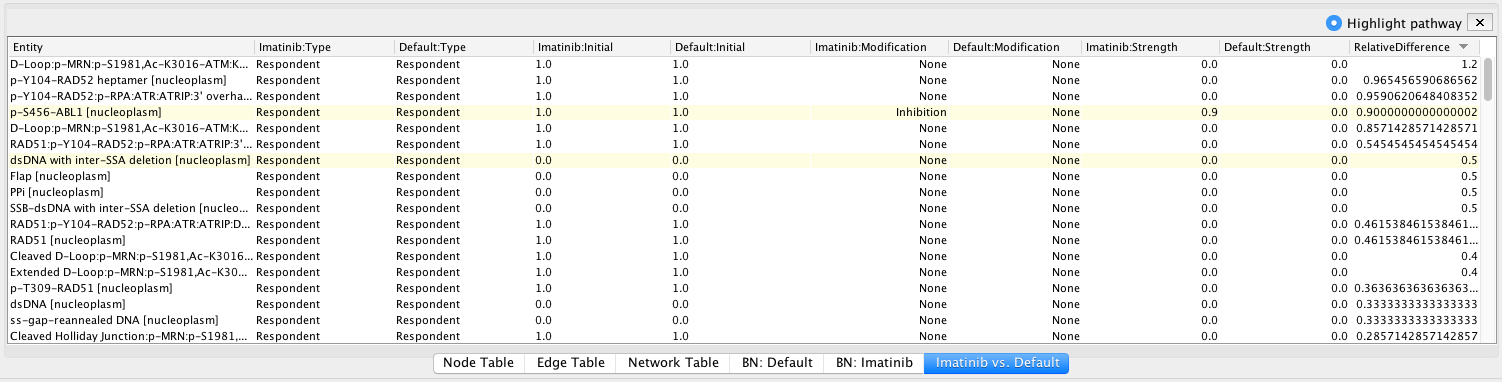 Highlight pathway
Entity Imatinib:Type Default:Type Imatinib:Initial Default:Initial Imatinib:Modification Default:Modification Imatinib:Strength Default:Strength RelativeDifference
D-Loop:p-MRN:p-S1981,Ac-K3016-ATM:K... Respondent Respondent 1.0 1.0 None None 0.0 0.0 1.2
p-Y104-RAD52 heptamer [nucleoplasm] Respondent Respondent 1.0 1.0 None None 0.0 0.0 0.965456590686562
p-Y104-RAD52:p-RPA:ATR:ATRIP:3' overha... Respondent Respondent 1.0 1.0 None None 0.0 0.0 0.9590620648408352
p-S456-ABL1 [nucleoplasm] Respondent Respondent 1.0 1.0 Inhibition None 0.9 0.0 0.9000000000000002
D-Loop:p-MRN:p-S1981,Ac-K3016-ATM:K... Respondent Respondent 1.0 1.0 None None 0.0 0.0 0.8571428571428571
RAD51:p-Y104-RAD52:p-RPA:ATR:ATRIP:3'... Respondent Respondent 1.0 1.0 None None 0.0 0.0 0.5454545454545454
dsDNA with inter-SSA deletion [nucleoplasm] Respondent Respondent 0.0 0.0 None None 0.0 0.0 0.5
Flap [nucleoplasm] Respondent Respondent 0.0 0.0 None None 0.0 0.0 0.5
PPi [nucleoplasm] Respondent Respondent 0.0 0.0 None None 0.0 0.0 0.5
SSB-dsDNA with inter-SSA deletion [nucleo... Respondent Respondent 0.0 0.0 None None 0.0 0.0 0.5
RAD51:p-Y104-RAD52:p-RPA:ATR:ATRIP:D... Respondent Respondent 1.0 1.0 None None 0.0 0.0 0.461538461538461...
RAD51 [nucleoplasm] Respondent Respondent 1.0 1.0 None None 0.0 0.0 0.461538461538461...
Cleaved D-Loop:p-MRN:p-S1981,Ac-K3016... Respondent Respondent 1.0 1.0 None None 0.0 0.0 0.4
Extended D-Loop:p-MRN:p-S1981,Ac-K30... Respondent Respondent 1.0 1.0 None None 0.0 0.0 0.4
p-T309-RAD51 [nucleoplasm] Respondent Respondent 1.0 1.0 None None 0.0 0.0 0.363636363636363...
dsDNA [nucleoplasm] Respondent Respondent 0.0 0.0 None None 0.0 0.0 0.3333333333333333
ss-gap-reannealed DNA [nucleoplasm] Respondent Respondent 0.0 0.0 None None 0.0 0.0 0.3333333333333333
Cleaved Holliday Junction:p-MRN:p-S1981,... Respondent Respondent 1.0 1.0 None None 0.0 0.0 0.2857142857142857
Node Table Edge Table Network Table BN: Default BN: Imatinib Imatinib vs. Default